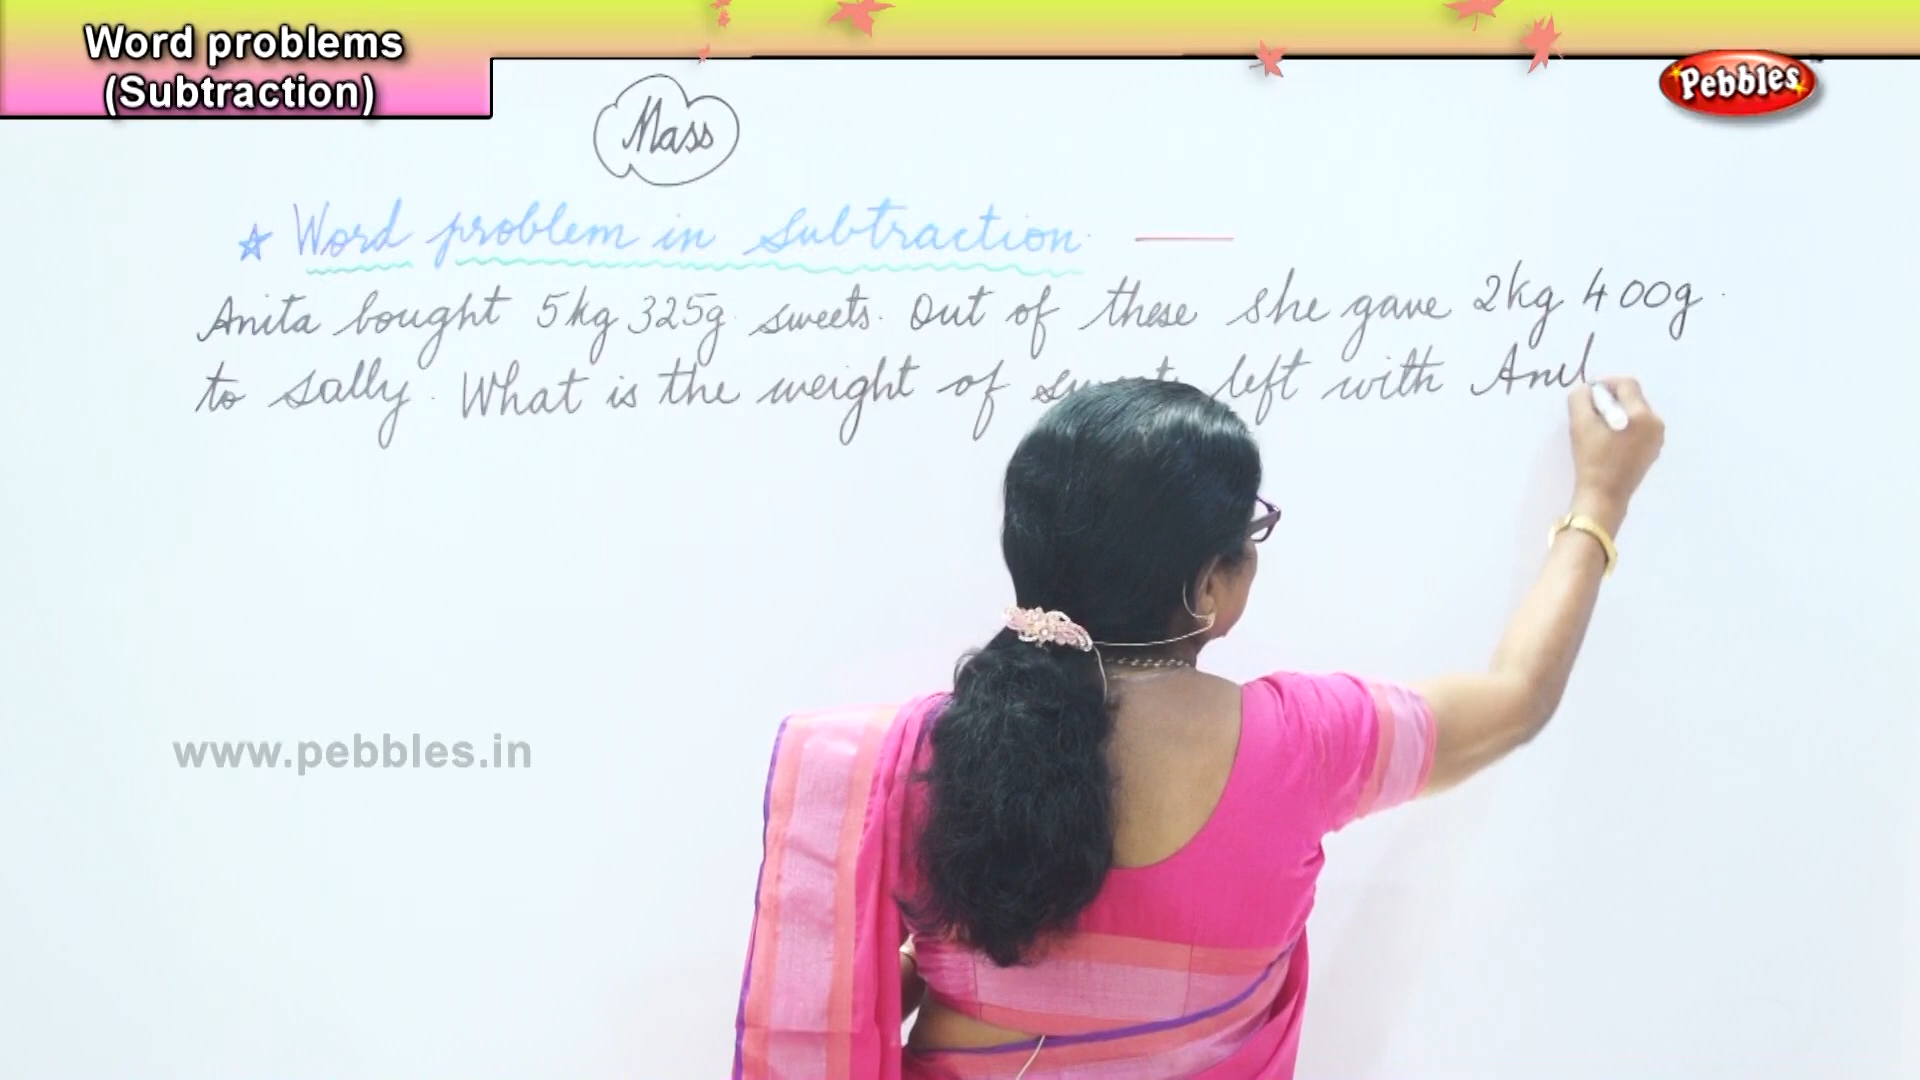 Word problems
(Subtraction)
Pebbles
Mass
Word problem in subtraction
Anita bought 5kg 325g sweets. Out of these she gave 2kg 400g
to sally. What is the weight of left with Anit
www.pebbles.in